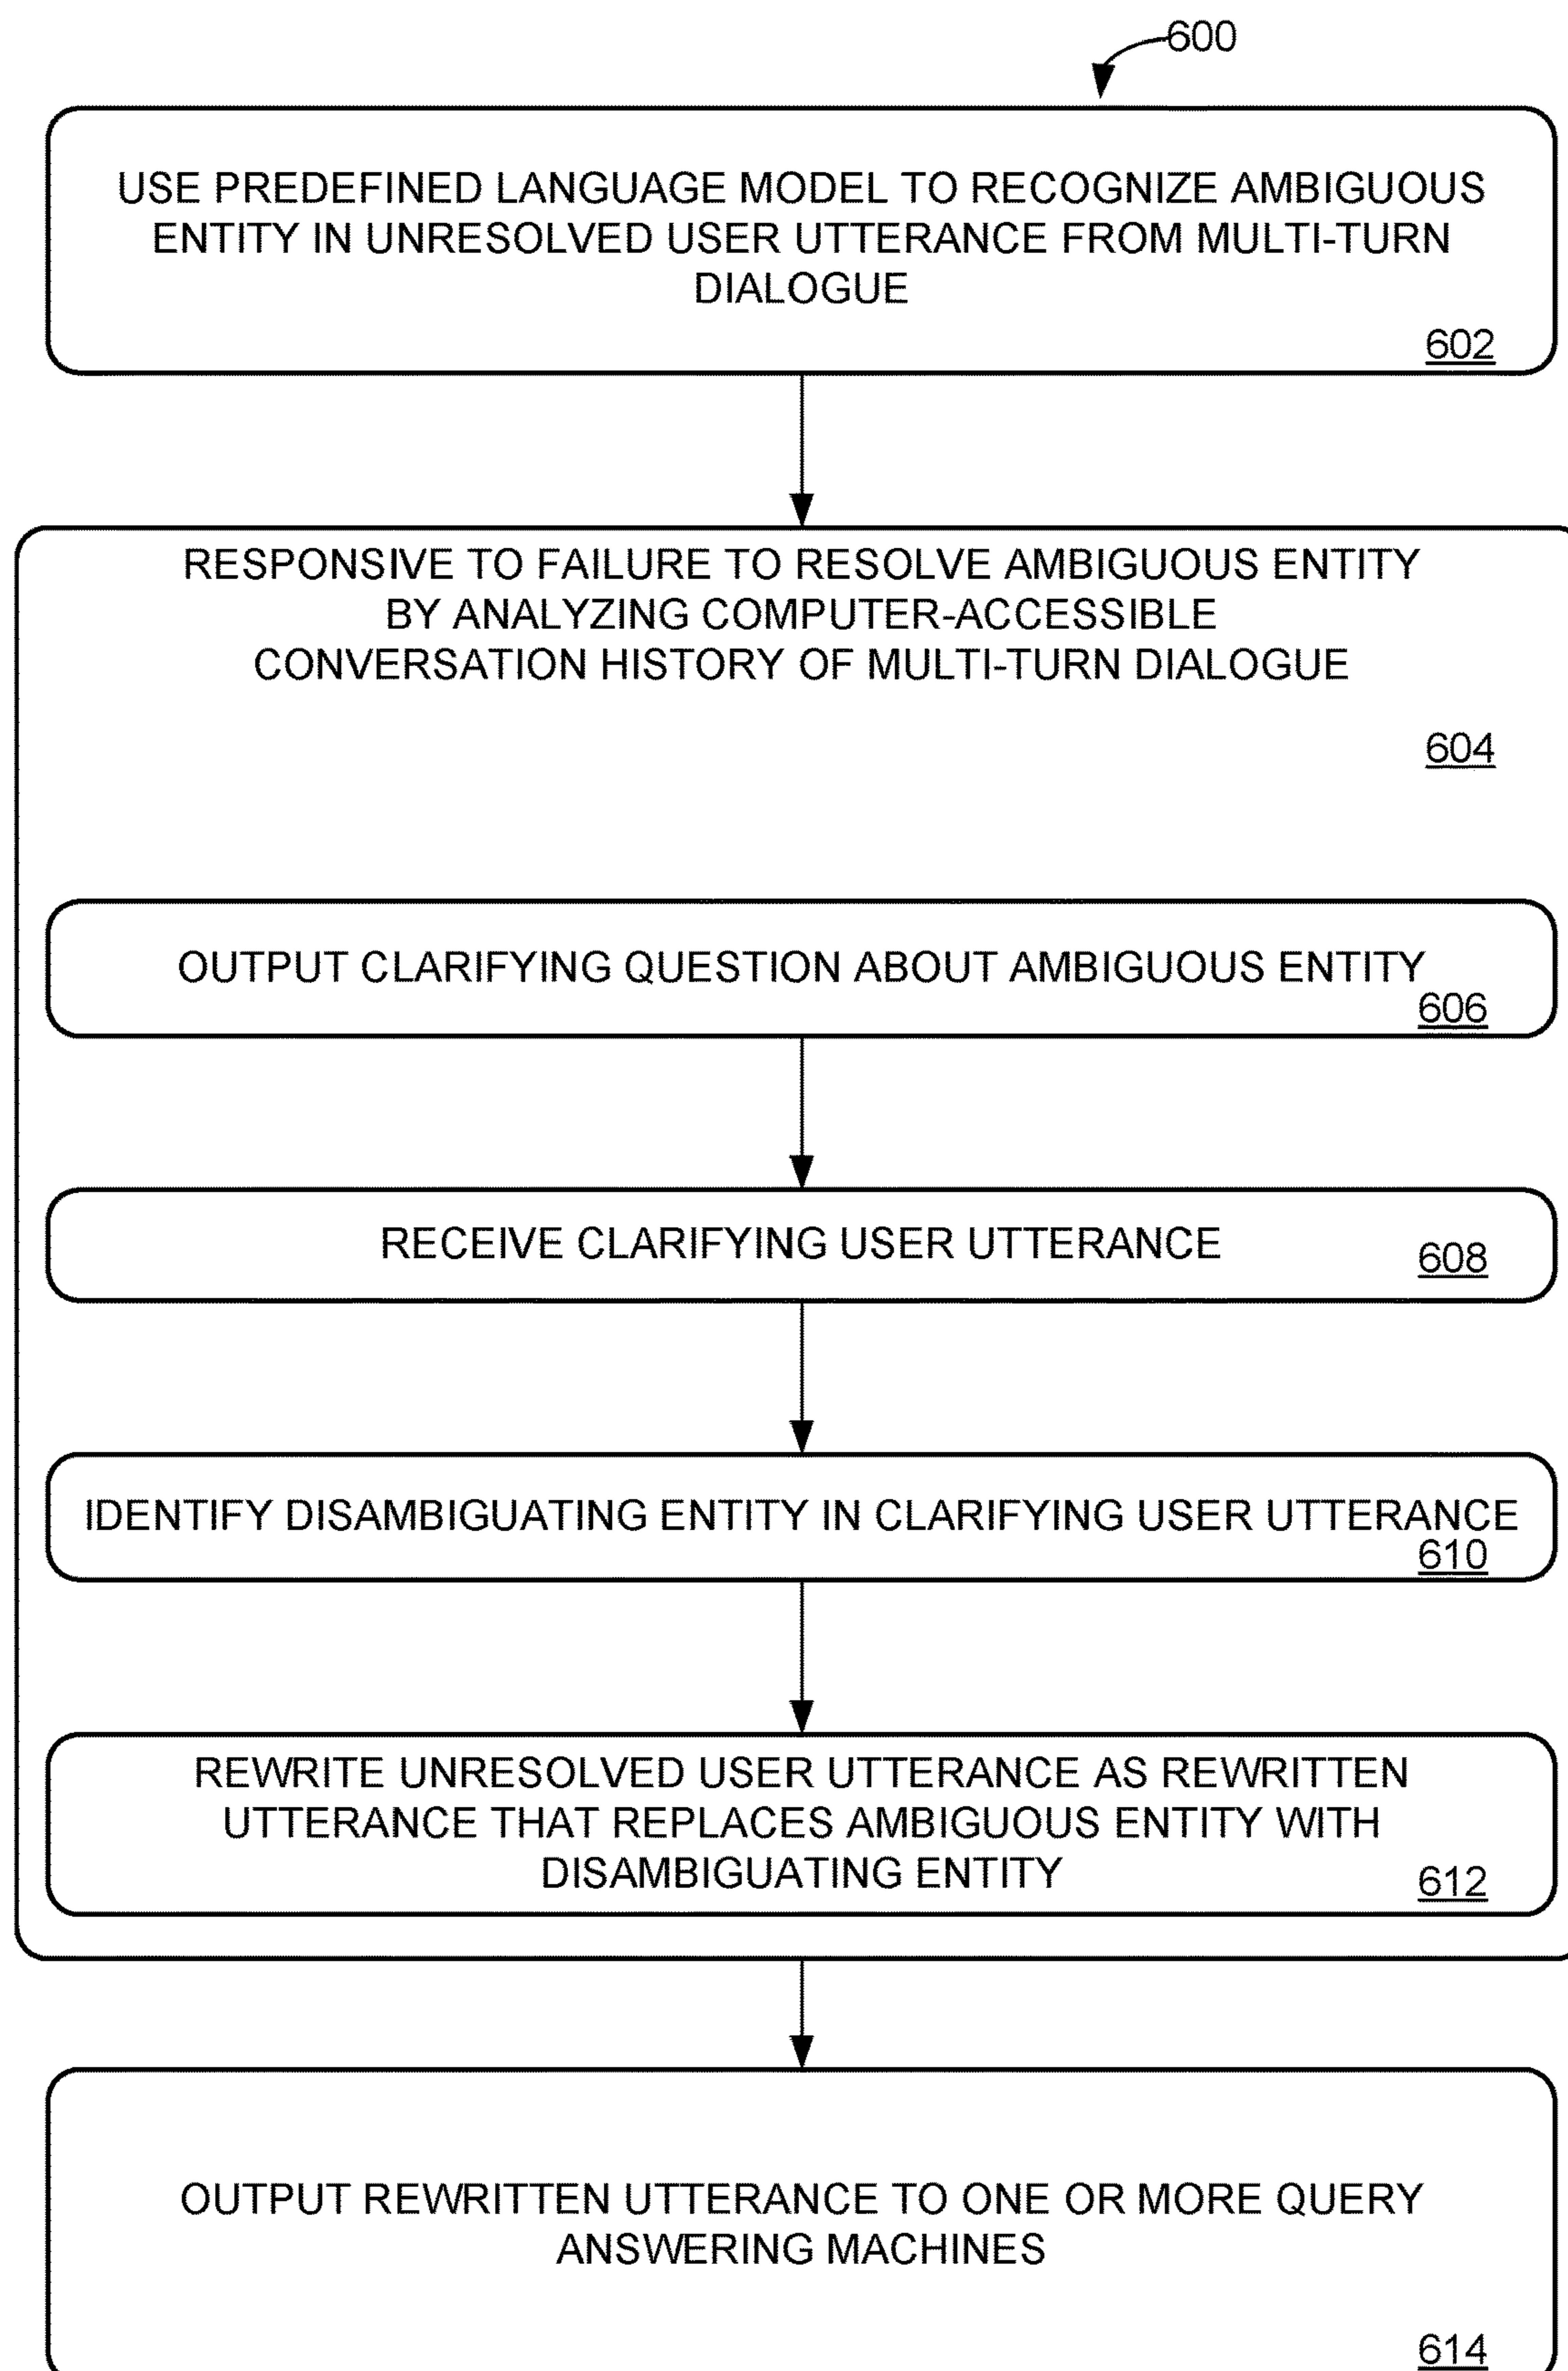 600
USE PREDEFINED LANGUAGE MODEL TO RECOGNIZE AMBIGUOUS
ENTITY IN UNRESOLVED USER UTTERANCE FROM MULTI-TURN
DIALOGUE
602
RESPONSIVE TO FAILURE TO RESOLVE AMBIGUOUS ENTITY
BY ANALYZING COMPUTER-ACCESSIBLE
CONVERSATION HISTORY OF MULTI-TURN DIALOGUE
604
OUTPUT CLARIFYING QUESTION ABOUT AMBIGUOUS ENTITY
606
RECEIVE CLARIFYING USER UTTERANCE
608
IDENTIFY DISAMBIGUATING ENTITY IN CLARIFYING USER UTTERANCE
610
REWRITE UNRESOLVED USER UTTERANCE AS REWRITTEN
UTTERANCE THAT REPLACES AMBIGUOUS ENTITY WITH
DISAMBIGUATING ENTITY
612
OUTPUT REWRITTEN UTTERANCE TO ONE OR MORE QUERY
ANSWERING MACHINES
614